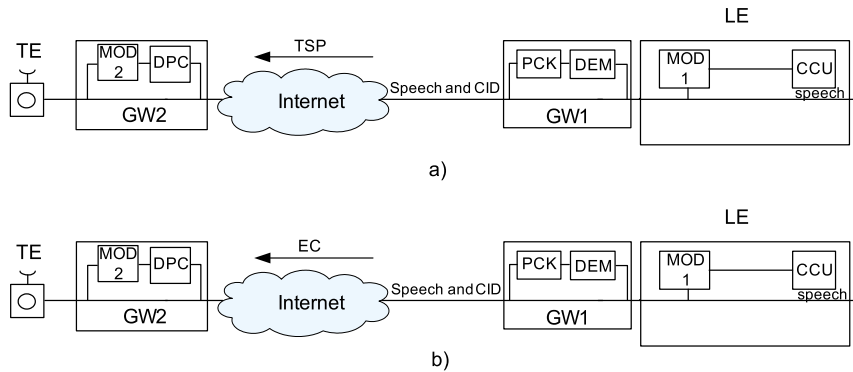 LE
TE
MOD
2
DPC
GW2
TSP
Internet
Speech and CID
PCK
DEM
GW1
MOD
1
CCU
speech
a)
LE
TE
MOD
2
DPC
GW2
EC
Internet
Speech and CID
PCK
DEM
GW1
MOD
1
CCU
speech
b)